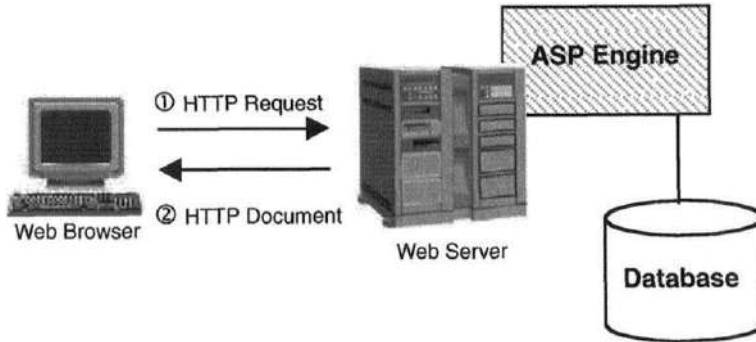 ASP Engine
① HTTP Request
② HTTP Document
Web Browser
Web Server
Database